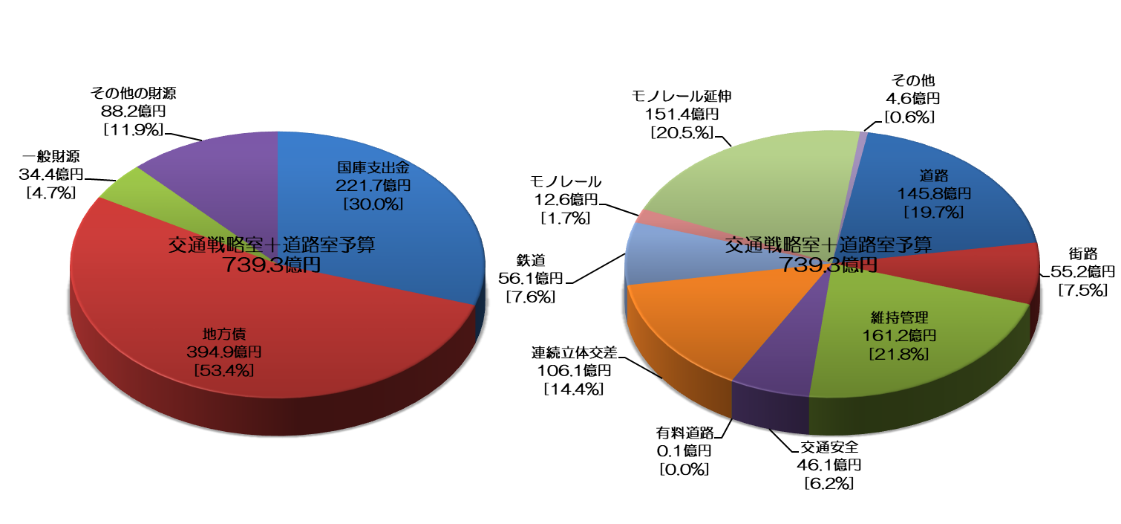 その他の財源
88.2億円
[11.9%]
一般財源
34.4億円
[4.7%]
国庫支出金
221.7億円
[30.0%]
交通戦略室＋道路室予算
739.3億円
地方債
394.9億円
[53.4%]
その他
4.6億円
[0.6%]
モノレール延伸
151.4億円
[20.5%]
道路
145.8億円
[19.7%]
モノレール
12.6億円
[1.7%]
交通戦略室＋道路室予算
739.3億円
鉄道
56.1億円
[7.6%]
街路
55.2億円
[7.5%]
維持管理
161.2億円
[21.8%]
連続立体交差
106.1億円
[14.4%]
有料道路
0.1億円
[0.0%]
交通安全
46.1億円
[6.2%]